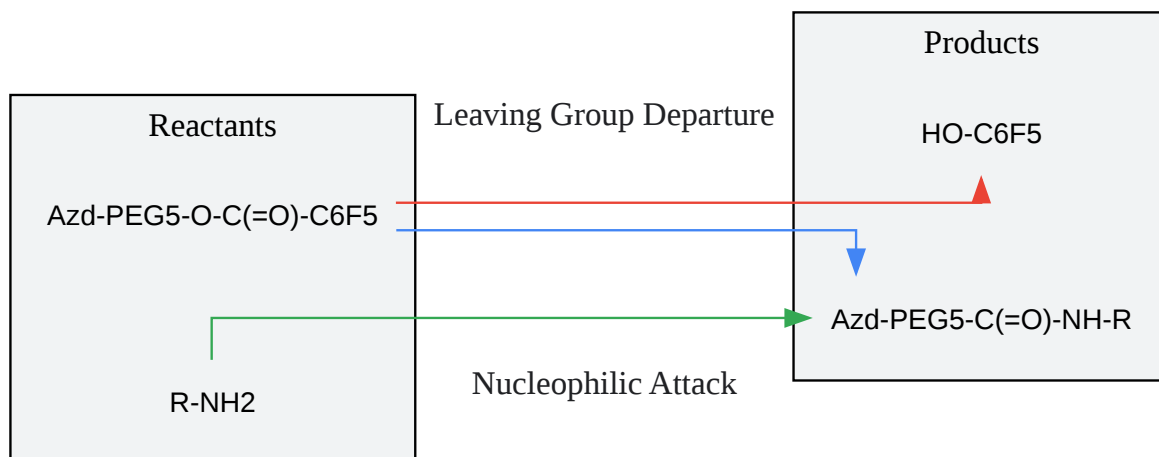 Reactants
Azd-PEG5-O-C(=O)-C6F5
R-NH2
Leaving Group Departure
Nucleophilic Attack
Products
HO-C6F5
Azd-PEG5-C(=O)-NH-R